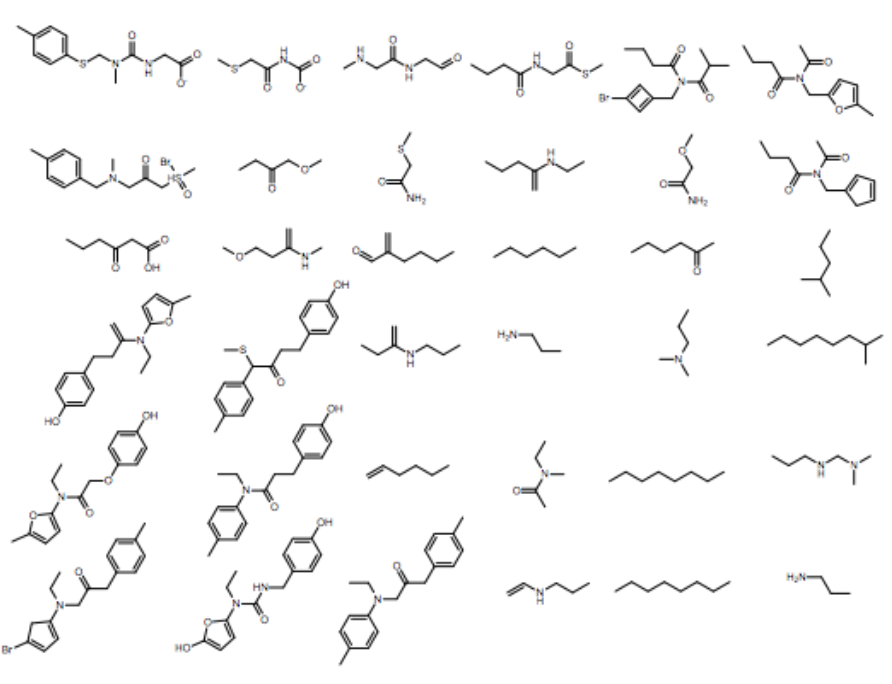 S N O N H O O-
S O H N O O-
H N O N H O
O H N O S
Br O N O
O N O O
N O Br HS O
O O
S O NH2
H N
O O NH2
O N O
O O OH
O N H
O
O
HO N O
S O OH
N H
H2N
N
O N O O OH
N O OH
O N
N H N
Br N O
HO O N HN O OH
N O
N H
H2N